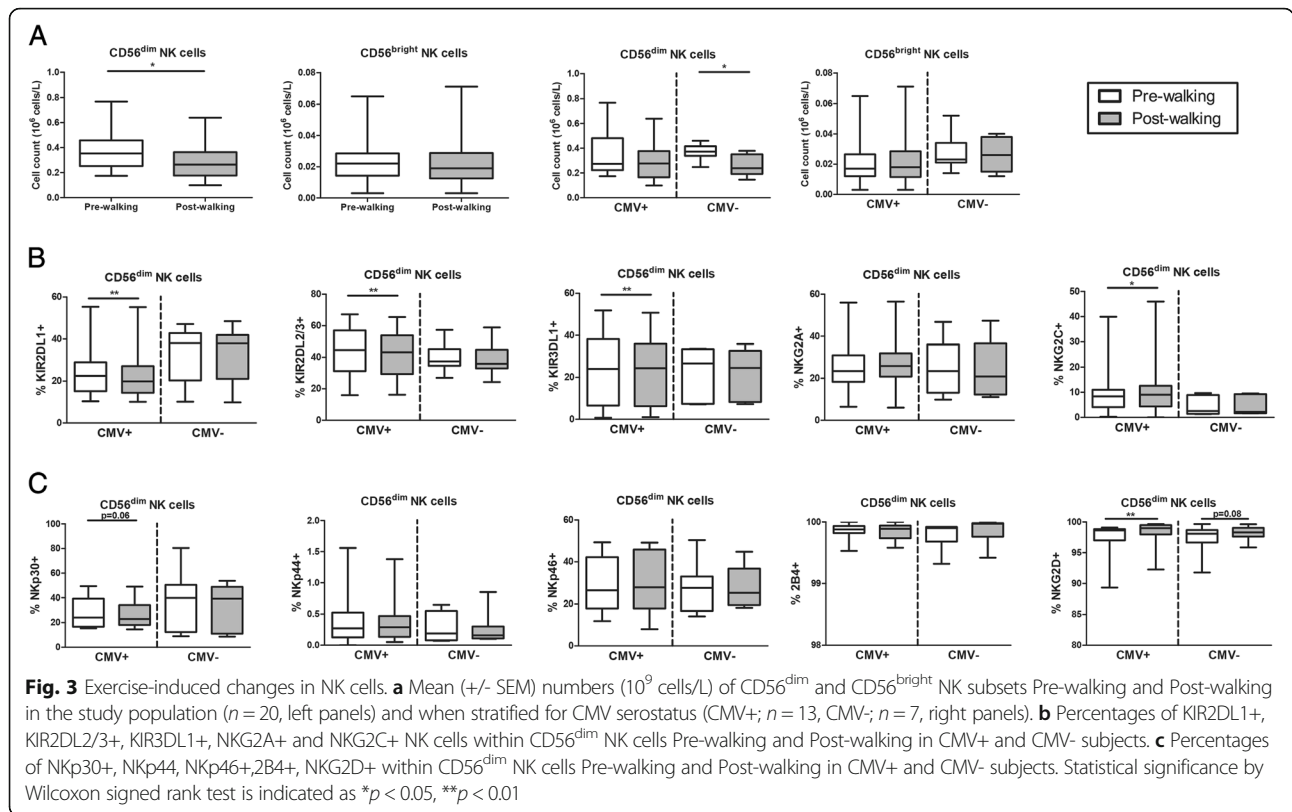 A
CD56dim NK cells
*
Cell count (10^6 cells/L)
1.0
0.8
0.6
0.4
0.2
0.0
Pre-walking
Post-walking
CD56bright NK cells
Cell count (10^6 cells/L)
0.08
0.06
0.04
0.02
0.00
Pre-walking
Post-walking
CD56dim NK cells
*
Cell count (10^6 cells/L)
1.0
0.8
0.6
0.4
0.2
0.0
CMV+
CMV-
CD56bright NK cells
Cell count (10^6 cells/L)
0.08
0.06
0.04
0.02
0.00
CMV+
CMV-
Pre-walking
Post-walking
B
CD56dim NK cells
**
% KIR2DL1+
60
40
20
0
CMV+
CMV-
CD56dim NK cells
**
% KIR2DL2/3+
80
60
40
20
0
CMV+
CMV-
CD56dim NK cells
**
% KIR3DL1+
60
40
20
0
CMV+
CMV-
CD56dim NK cells
% NKG2A+
60
40
20
0
CMV+
CMV-
CD56dim NK cells
*
% NKG2C+
50
40
30
20
10
0
CMV+
CMV-
C
CD56dim NK cells
p=0.06
% NKp30+
100
80
60
40
20
0
CMV+
CMV-
CD56dim NK cells
% NKp44+
2.0
1.5
1.0
0.5
0.0
CMV+
CMV-
CD56dim NK cells
% NKp46+
60
40
20
0
CMV+
CMV-
CD56dim NK cells
% 2B4+
100
99
98
CMV+
CMV-
CD56dim NK cells
**
p=0.08
% NKG2D+
100
95
90
85
80
CMV+
CMV-
Fig. 3 Exercise-induced changes in NK cells. a Mean (+/- SEM) numbers (10^9 cells/L) of CD56dim and CD56bright NK subsets Pre-walking and Post-walking
in the study population (n = 20, left panels) and when stratified for CMV serostatus (CMV+; n = 13, CMV-; n = 7, right panels). b Percentages of KIR2DL1+,
KIR2DL2/3+, KIR3DL1+, NKG2A+ and NKG2C+ NK cells within CD56dim NK cells Pre-walking and Post-walking in CMV+ and CMV- subjects. c Percentages
of NKp30+, NKp44, NKp46+,2B4+, NKG2D+ within CD56dim NK cells Pre-walking and Post-walking in CMV+ and CMV- subjects. Statistical significance by
Wilcoxon signed rank test is indicated as *p < 0.05, **p < 0.01